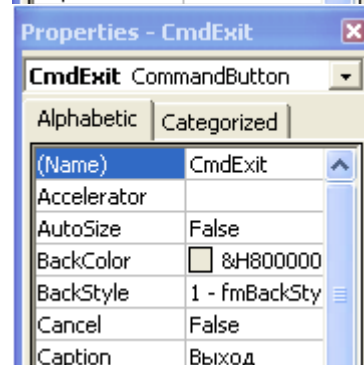 Properties - CmdExit
CmdExit CommandButton
Alphabetic Categorized
(Name) CmdExit
Accelerator
AutoSize False
BackColor &H800000
BackStyle 1 - fmBackSty
Cancel False
Caption Выход